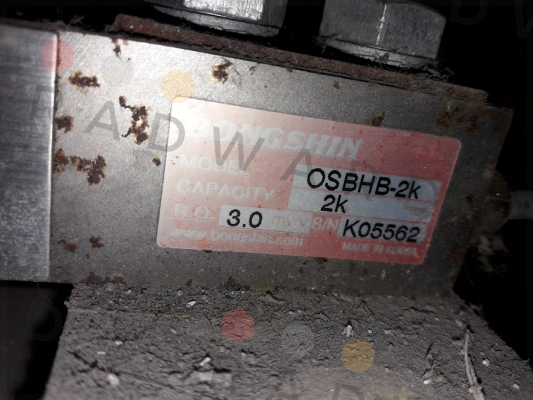 BONGSHIN
MODEL OSBHB-2k
CAPACITY 2k
R.O. 3.0 mV/V S/N K05562
www.bongshin.com MADE IN KOREA